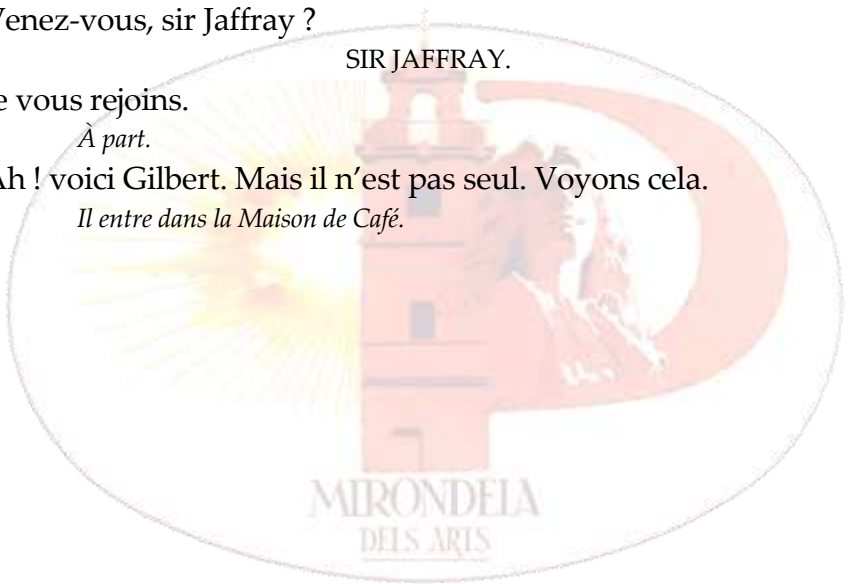 Venez-vous, sir Jaffray ?
SIR JAFFRAY.
e vous rejoins.
À part.
Ah ! voici Gilbert. Mais il n’est pas seul. Voyons cela.
Il entre dans la Maison de Café.
MIRONDELA
DELS ARTS